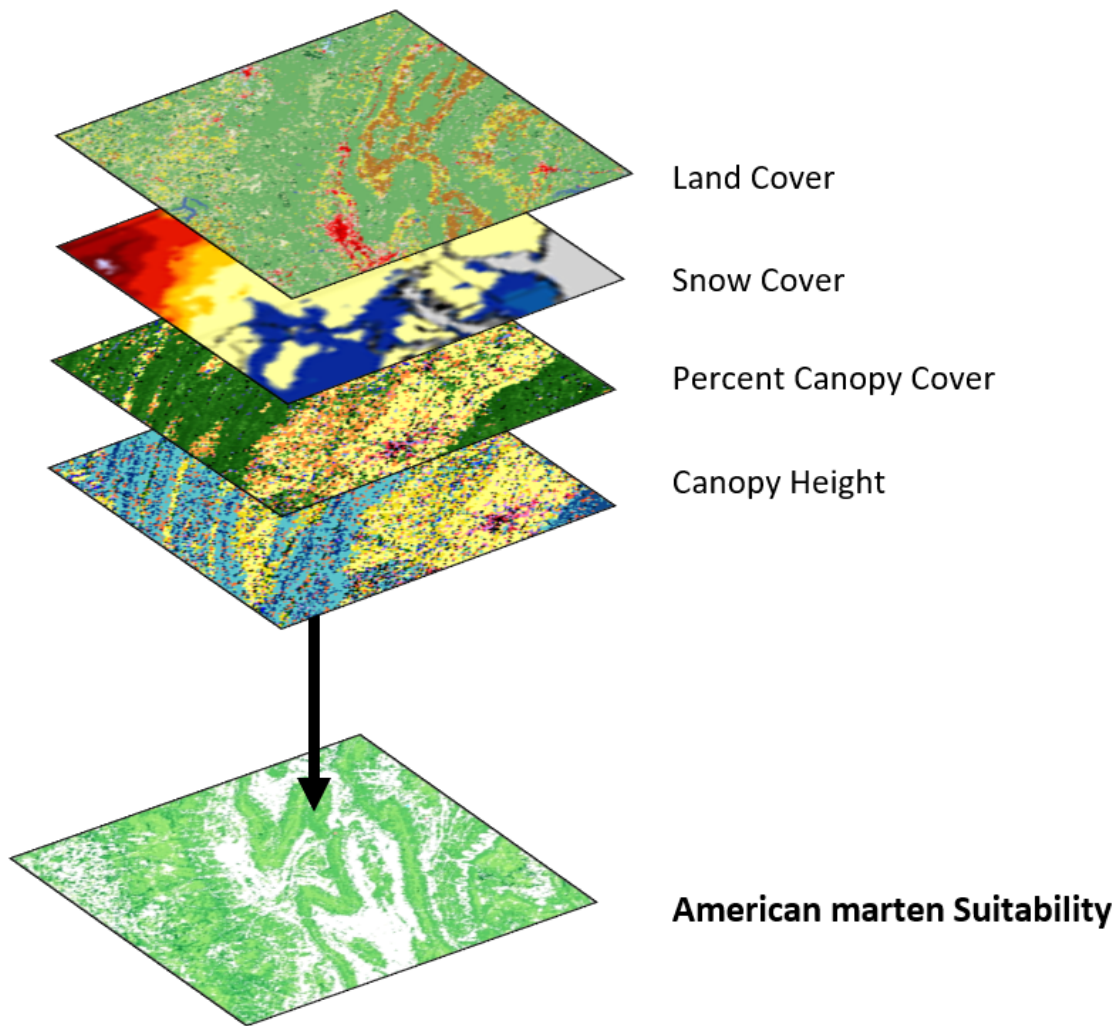 Land Cover
Snow Cover
Percent Canopy Cover
Canopy Height
American marten Suitability